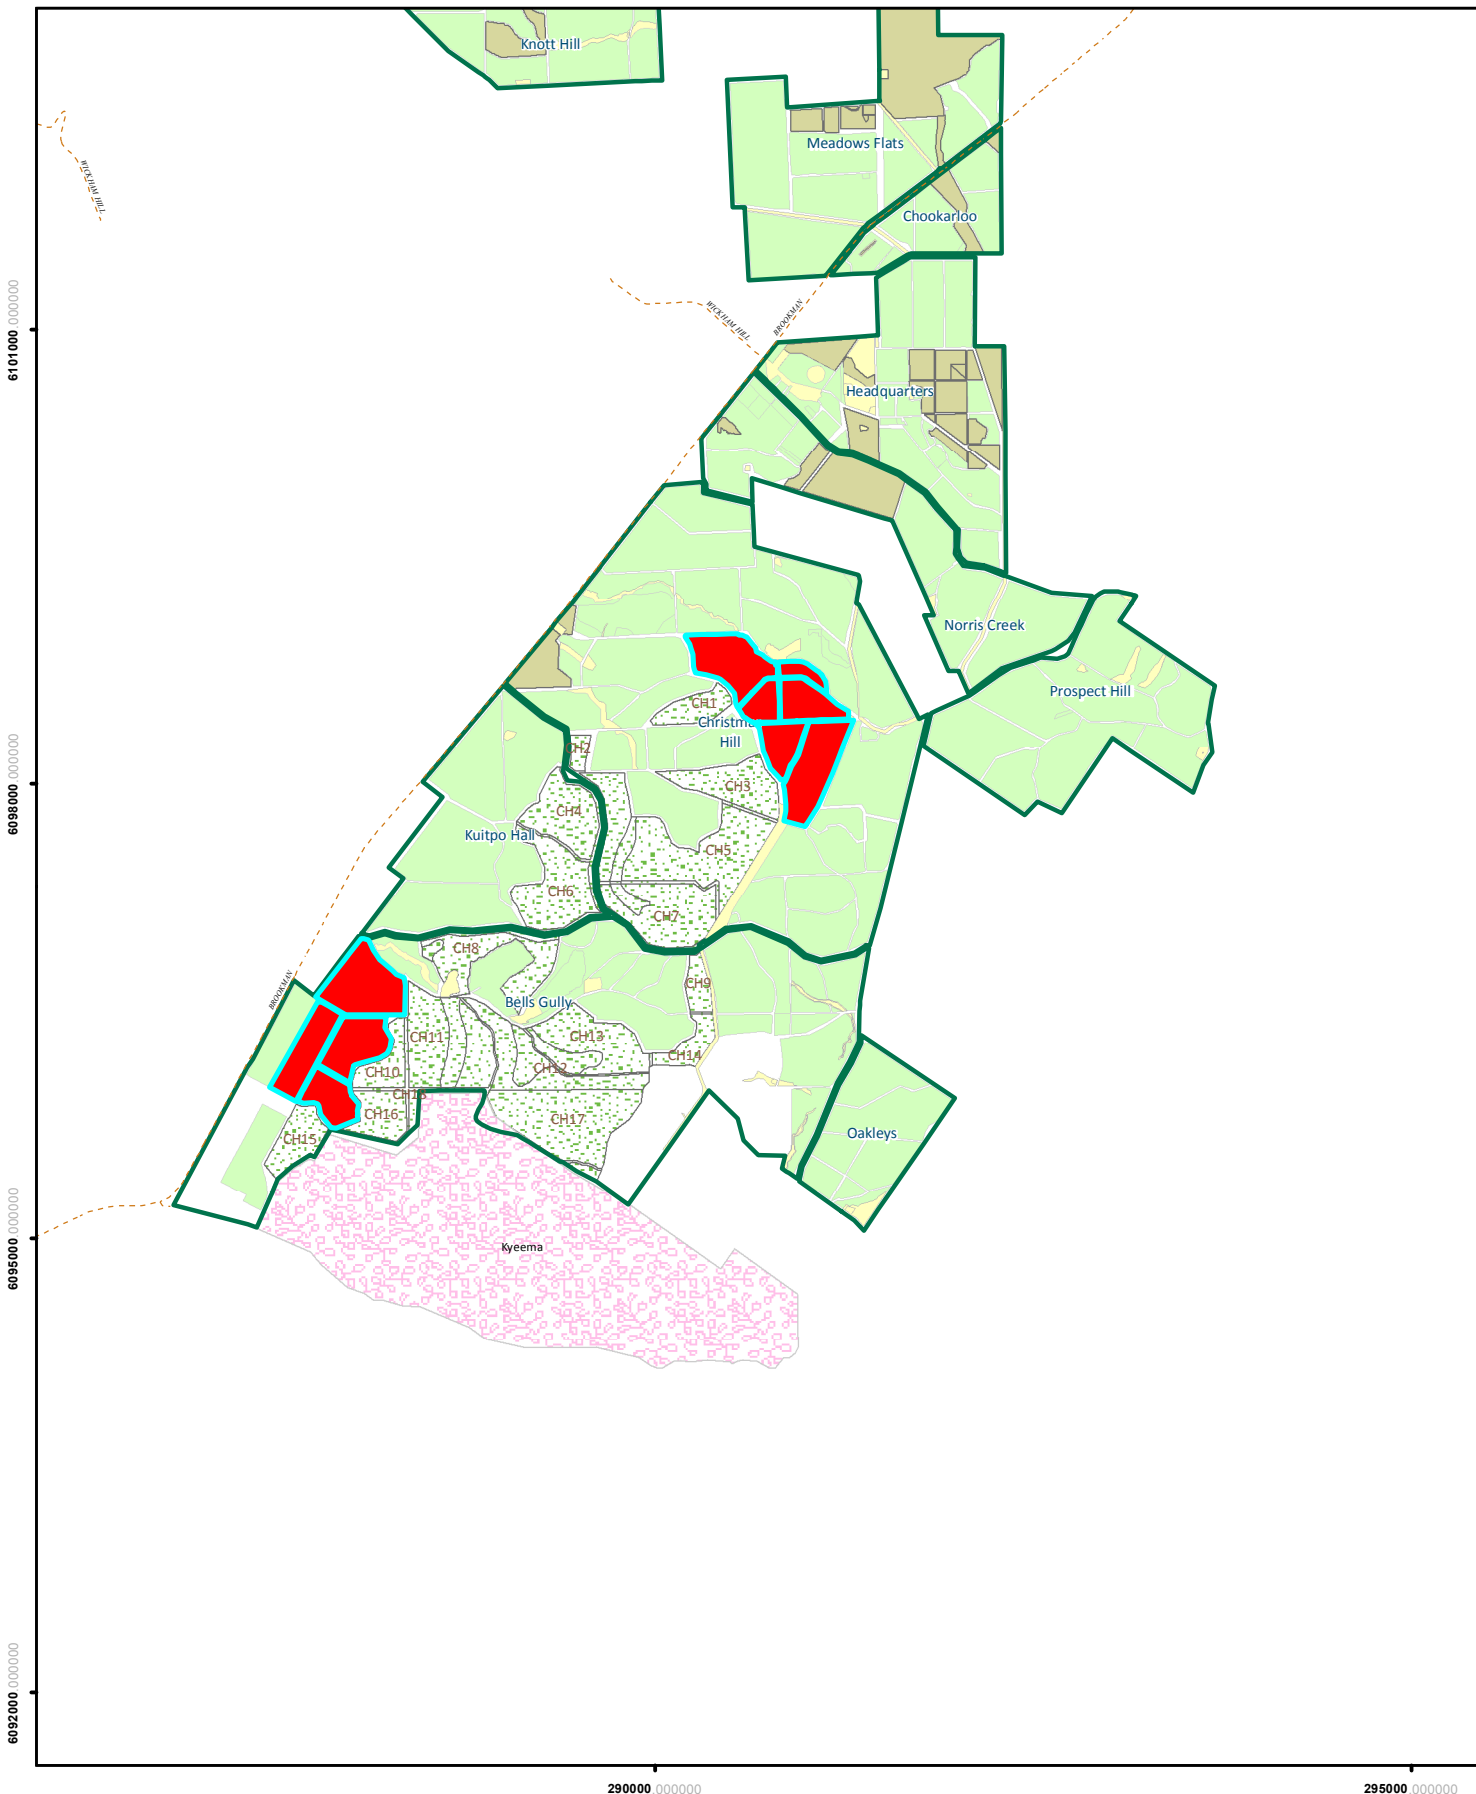 Knott Hill
Meadows Flats
WICKHAM HILL
Chookarloo
6101000.000000
WICKHAM HILL
BROOKMAN
Headquarters
Norris Creek
Prospect Hill
CH1
Christma
Hill
CH2
6098000.000000
CH3
CH4
Kuitpo Hall
CH5
CH6
CH7
CH8
BROOKMAN
CH9
Bells Gully
CH11
CH13
CH14
CH12
CH10
CH16
CH17
CH15
Oakleys
6095000.000000
Kyeema
6092000.000000
290000.000000
295000.000000